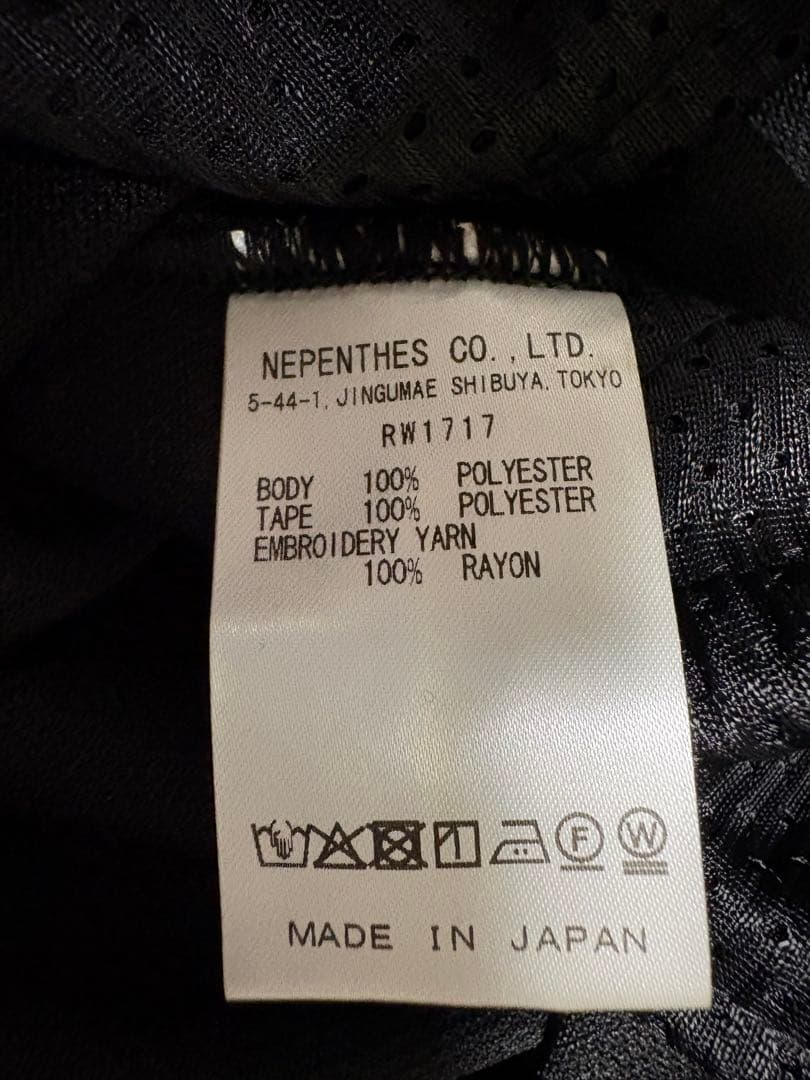 NEPENTHES CO., LTD.
5-44-1, JINGUMAE SHIBUYA, TOKYO
RW1717
BODY 100% POLYESTER
TAPE 100% POLYESTER
EMBROIDERY YARN
100% RAYON
F W
MADE IN JAPAN